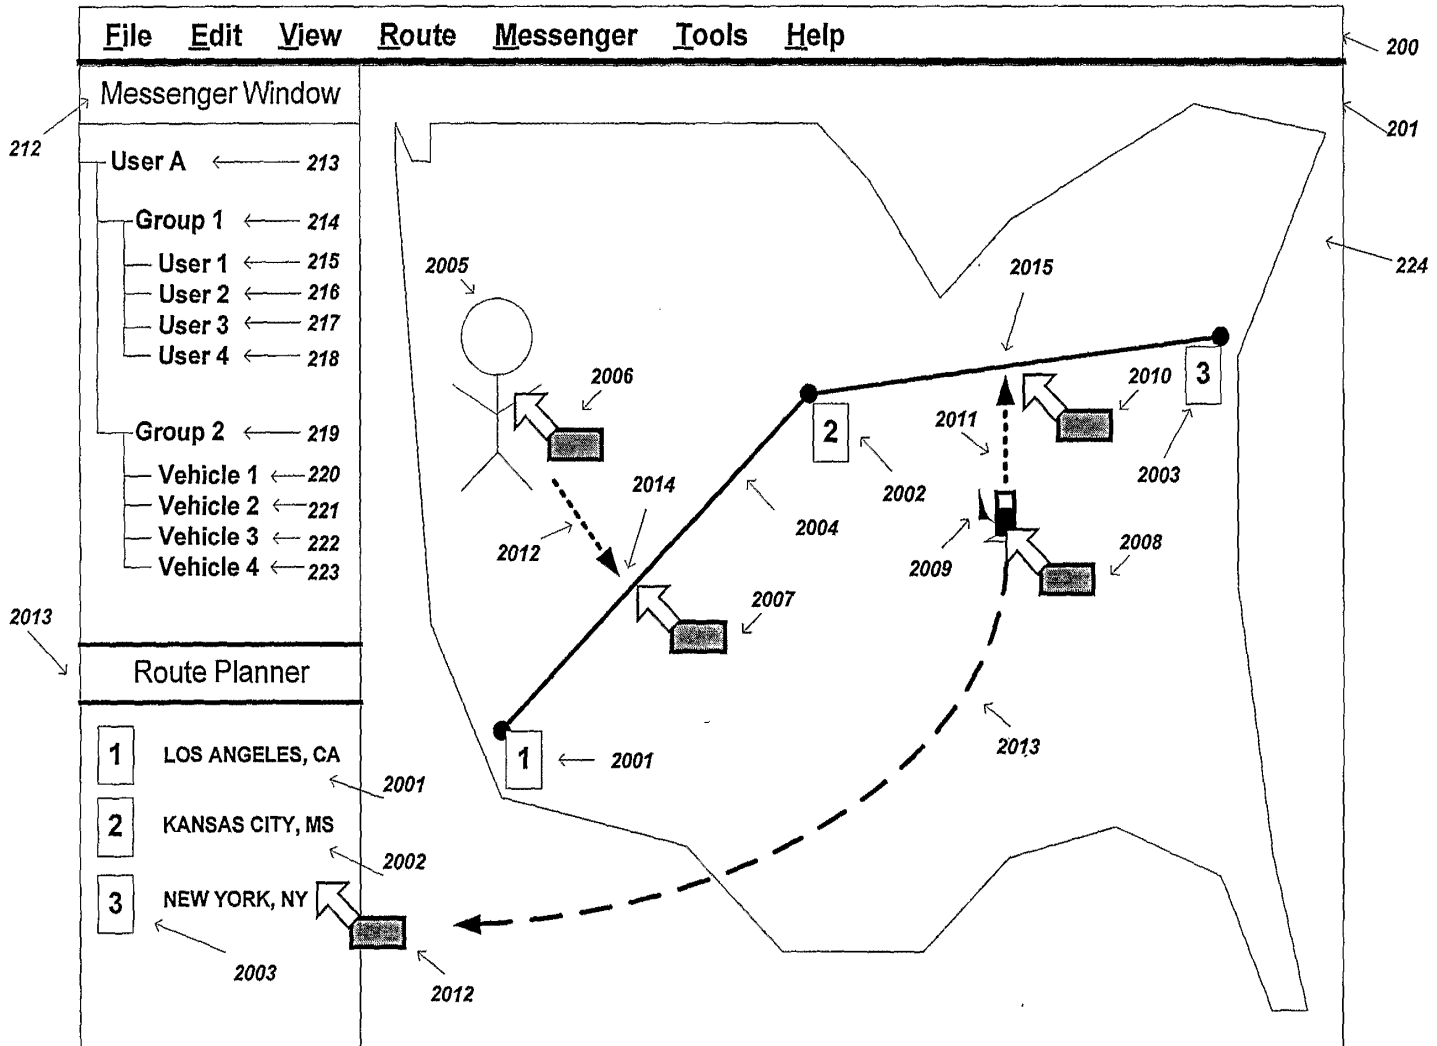 File Edit View Route Messenger Tools Help
200
Messenger Window
201
212
User A 213
Group 1 214
User 1 215
User 2 216
User 3 217
User 4 218
Group 2 219
Vehicle 1 220
Vehicle 2 221
Vehicle 3 222
Vehicle 4 223
224
2005
2015
2006
2010
3
2011
2
2003
2014
2002
2004
2012
2009
2008
2007
2013
1
2001
2013
Route Planner
1 LOS ANGELES, CA
2001
2 KANSAS CITY, MS
2002
3 NEW YORK, NY
2003
2012